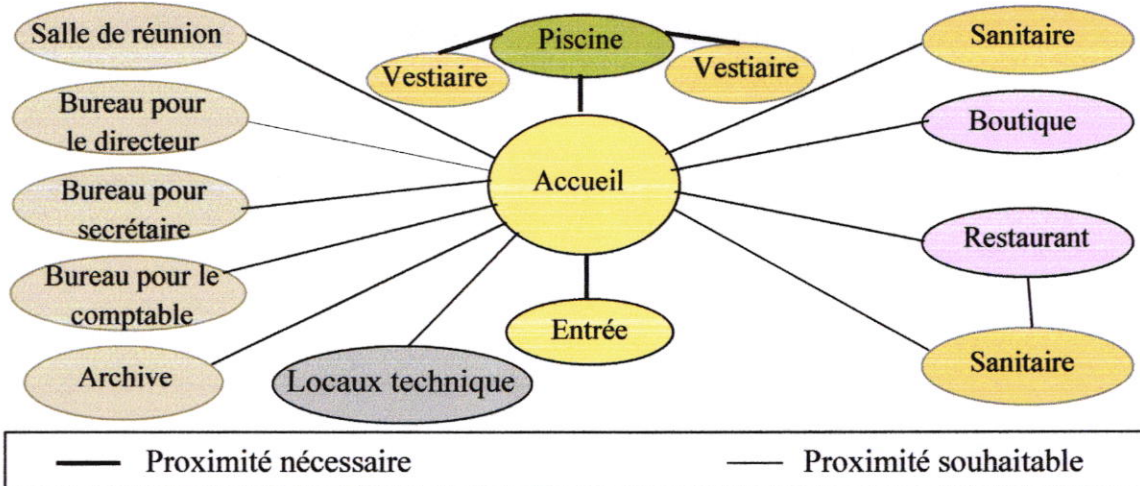 Salle de réunion
Piscine
Sanitaire
Vestiaire
Vestiaire
Bureau pour
le directeur
Boutique
Accueil
Bureau pour
secrétaire
Restaurant
Bureau pour le
comptable
Entrée
Sanitaire
Archive
Locaux technique
Proximité nécessaire
Proximité souhaitable